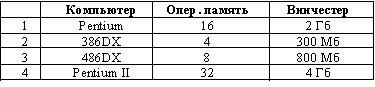 Компьютер Опер. память Винчестер
1 Pentium 16 2 Гб
2 386DX 4 300 Мб
3 486DX 8 800 Мб
4 Pentium II 32 4 Гб